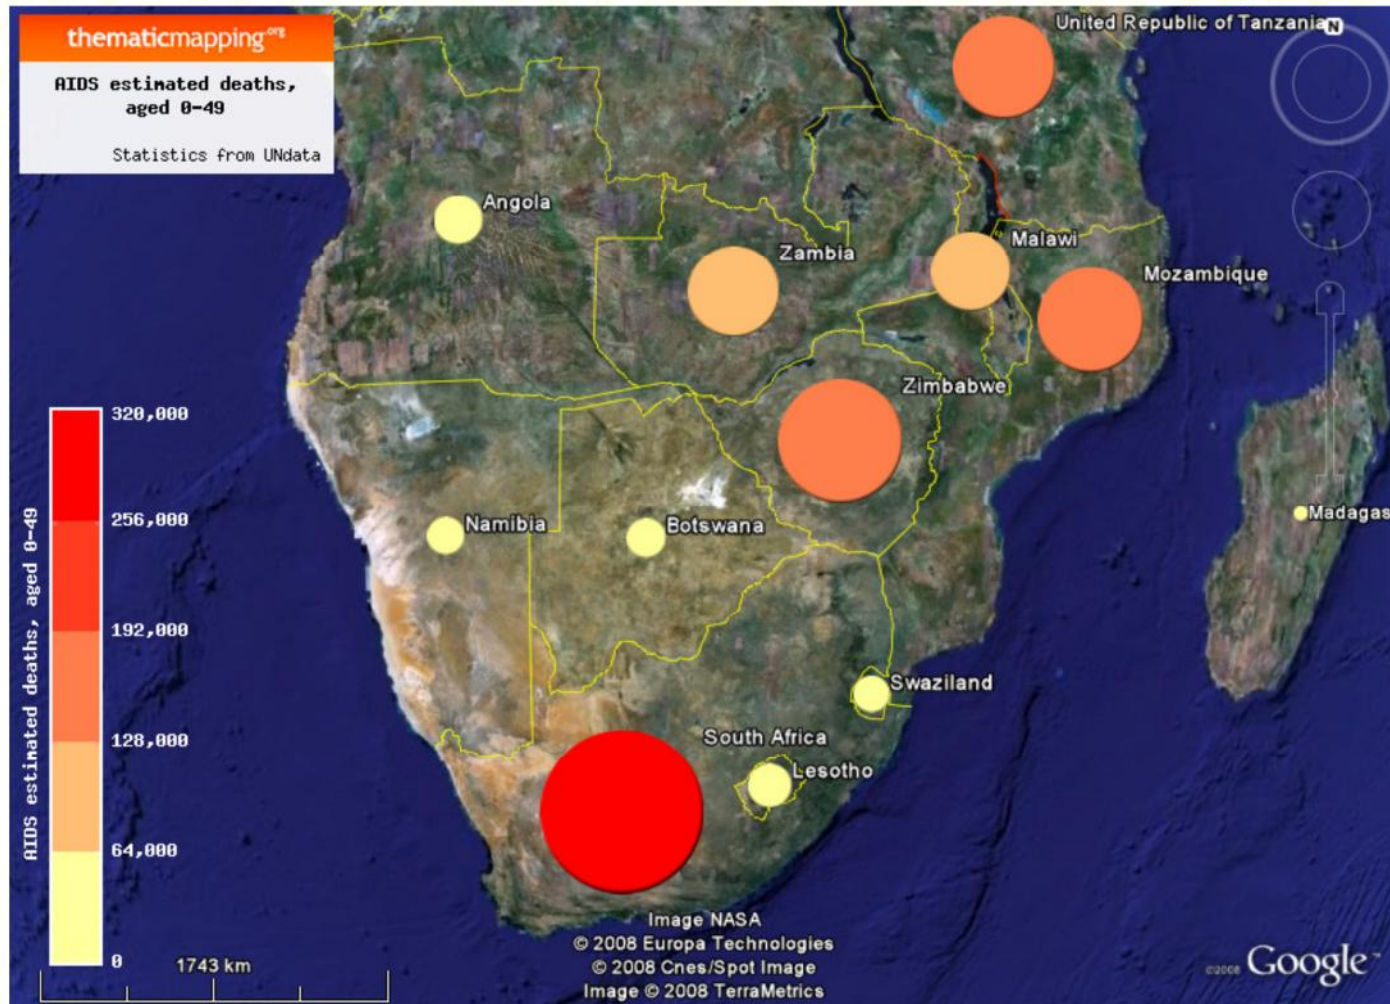 thematicmapping.org
AIDS estimated deaths,
aged 0-49
Statistics from UNdata
United Republic of Tanzania
N
Angola
Zambia
Malawi
Mozambique
Zimbabwe
Namibia
Botswana
Madagas
Swaziland
South Africa
Lesotho
AIDS estimated deaths, aged 0-49
320,000
256,000
192,000
128,000
64,000
0
1743 km
Image NASA
© 2008 Europa Technologies
© 2008 Cnes/Spot Image
Image © 2008 TerraMetrics
©2008 Google™